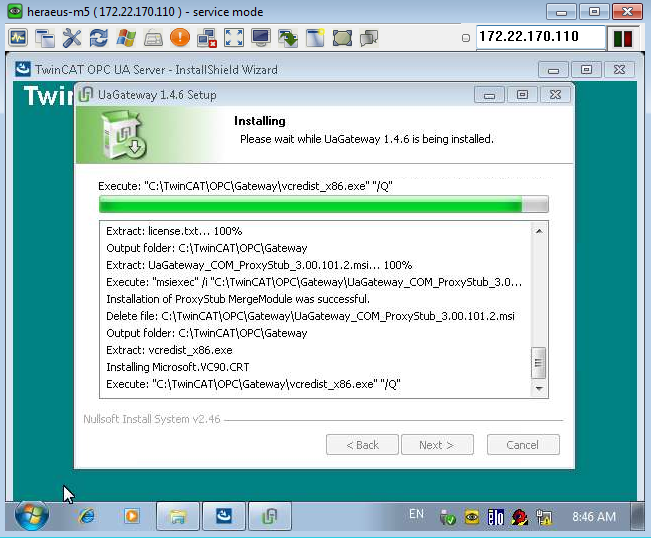 heraeus-m5 ( 172.22.170.110 ) - service mode
172.22.170.110
TwinCAT OPC UA Server - InstallShield Wizard
Twin
UaGateway 1.4.6 Setup
Installing
Please wait while UaGateway 1.4.6 is being installed.
Execute: "C:\TwinCAT\OPC\Gateway\vcredist_x86.exe" "/Q"
Extract: license.txt... 100%
Output folder: C:\TwinCAT\OPC\Gateway
Extract: UaGateway_COM_ProxyStub_3.00.101.2.msi... 100%
Execute: "msiexec" /i "C:\TwinCAT\OPC\Gateway\UaGateway_COM_ProxyStub_3.0...
Installation of ProxyStub MergeModule was successful.
Delete file: C:\TwinCAT\OPC\Gateway\UaGateway_COM_ProxyStub_3.00.101.2.msi
Output folder: C:\TwinCAT\OPC\Gateway
Extract: vcredist_x86.exe
Installing Microsoft.VC90.CRT
Execute: "C:\TwinCAT\OPC\Gateway\vcredist_x86.exe" "/Q"
Nullsoft Install System v2.46
< Back Next > Cancel
EN 8:46 AM